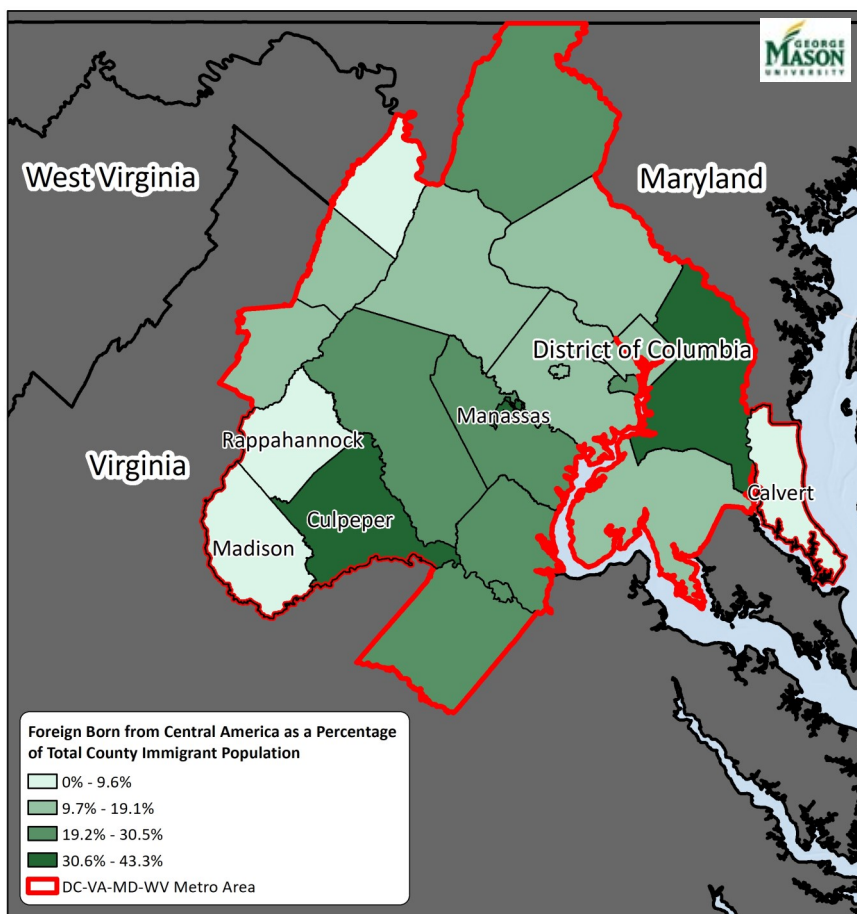 GEORGE
MASON
UNIVERSITY
West Virginia
Maryland
District of Columbia
Manassas
Rappahannock
Virginia
Calvert
Culpeper
Madison
Foreign Born from Central America as a Percentage
of Total County Immigrant Population
0% - 9.6%
9.7% - 19.1%
19.2% - 30.5%
30.6% - 43.3%
DC-VA-MD-WV Metro Area